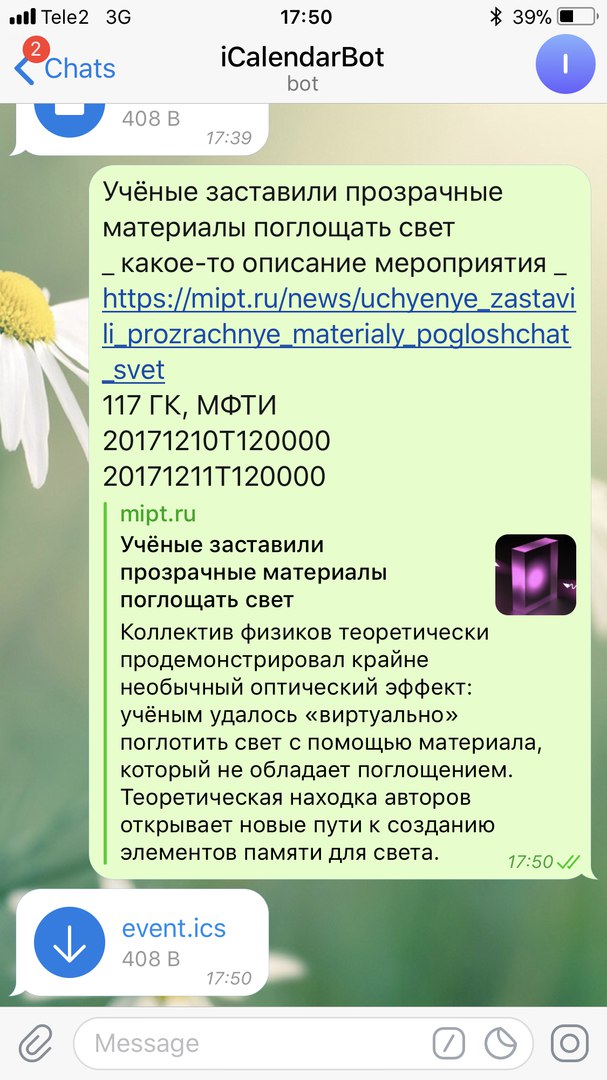 Tele2 3G 17:50 39%
2
Chats
iCalendarBot
bot
I
408 B
17:39
Учёные заставили прозрачные
материалы поглощать свет
_ какое-то описание мероприятия _
https://mipt.ru/news/uchyenye_zastavi
li_prozrachnye_materialy_pogloshchat
_svet
117 ГК, МФТИ
20171210T120000
20171211T120000
mipt.ru
Учёные заставили
прозрачные материалы
поглощать свет
Коллектив физиков теоретически
продемонстрировал крайне
необычный оптический эффект:
учёным удалось «виртуально»
поглотить свет с помощью материала,
который не обладает поглощением.
Теоретическая находка авторов
открывает новые пути к созданию
элементов памяти для света.
17:50
event.ics
408 B
17:50
Message